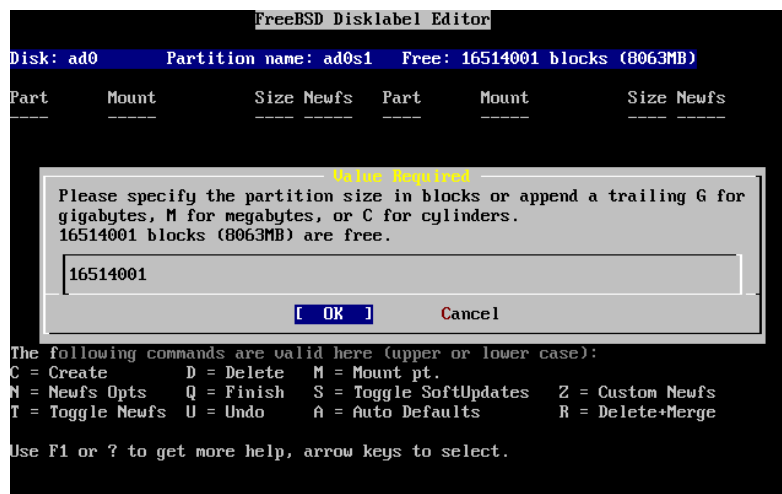 FreeBSD Disklabel Editor
Disk: ad0 Partition name: ad0s1 Free: 16514001 blocks (8063MB)
Part Mount Size Newfs Part Mount Size Newfs
---- ----- ---- ----- ---- ----- ---- -----
Value Required
Please specify the partition size in blocks or append a trailing G for
gigabytes, M for megabytes, or C for cylinders.
16514001 blocks (8063MB) are free.
16514001
[ OK ] Cancel
The following commands are valid here (upper or lower case):
C = Create D = Delete M = Mount pt.
N = Newfs Opts Q = Finish S = Toggle SoftUpdates Z = Custom Newfs
T = Toggle Newfs U = Undo A = Auto Defaults R = Delete+Merge
Use F1 or ? to get more help, arrow keys to select.